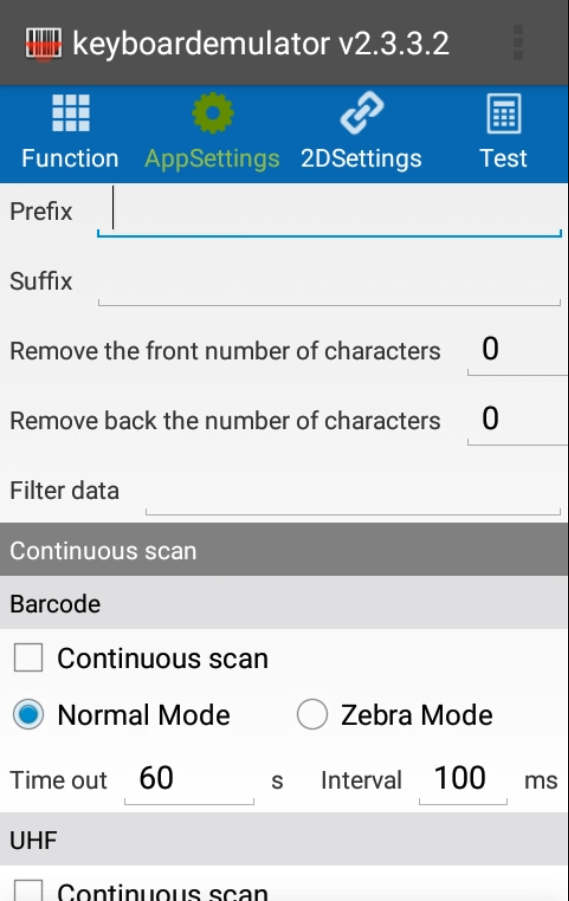 keyboardemulator v2.3.3.2
Function AppSettings 2DSettings Test
Prefix
Suffix
Remove the front number of characters 0
Remove back the number of characters 0
Filter data
Continuous scan
Barcode
Continuous scan
Normal Mode Zebra Mode
Time out 60 s Interval 100 ms
UHF
Continuous scan